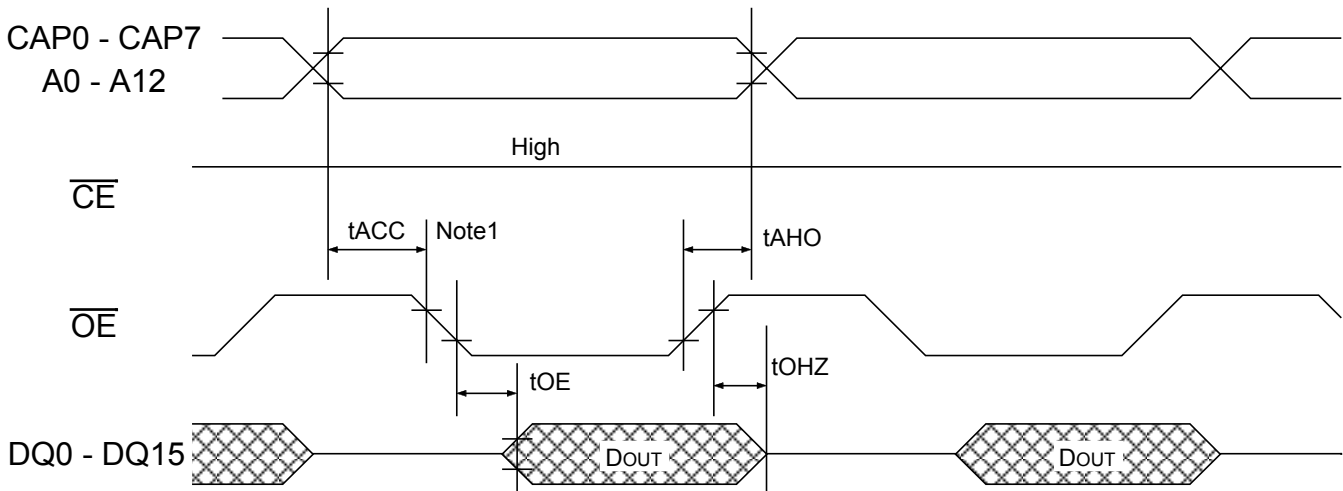 CAP0 - CAP7
A0 - A12
High
CE
tACC
Note1
tAHO
OE
tOE
tOHZ
DQ0 - DQ15
DOUT
DOUT